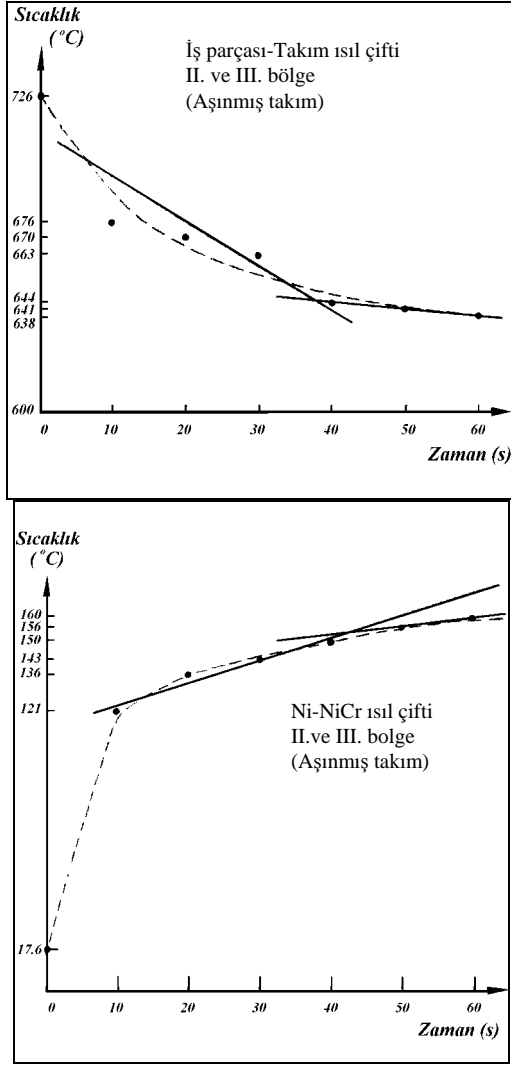 Sıcaklık
(°C)
İş parçası-Takım ısıl çifti
II. ve III. bölge
(Aşınmış takım)
726
676
670
663
644
641
638
600
0 10 20 30 40 50 60
Zaman (s)
Sıcaklık
(°C)
160
156
150
143
136
121
Ni-NiCr ısıl çifti
II.ve III. bolge
(Aşınmış takım)
17.6
0 10 20 30 40 50 60
Zaman (s)